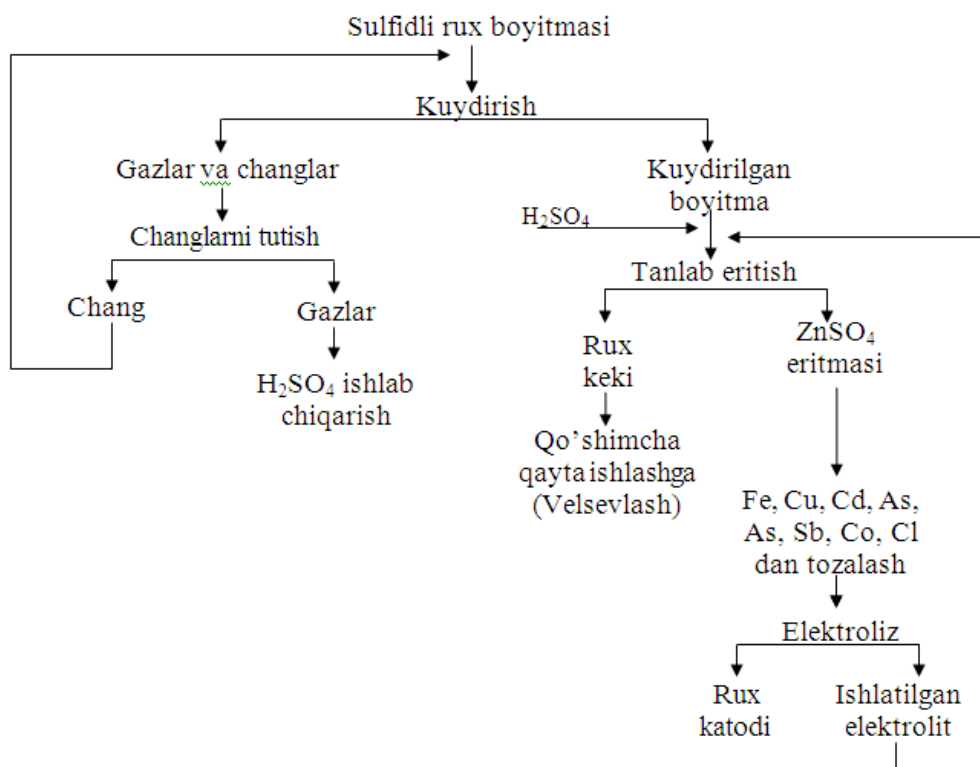 Sulfidli rux boyitmasi
Kuydirish
Gazlar va changlar
Kuydirilgan
boyitma
H₂SO₄
Changlarni tutish
Tanlab eritish
Chang
Gazlar
H₂SO₄ ishlab
chiqarish
Rux
keki
ZnSO₄
eritmasi
Qo’shimcha
qayta ishlashga
(Velsevlash)
Fe, Cu, Cd, As,
As, Sb, Co, Cl
dan tozalash
Elektroliz
Rux
katodi
Ishlatilgan
elektrolit